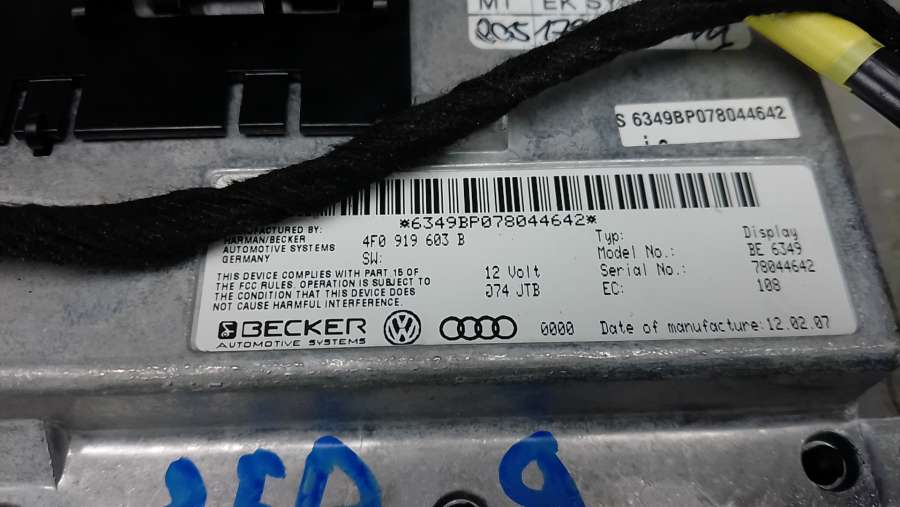 MT EK SYS
S 6349BP078044642
*6349BP078044642*
MANUFACTURED BY:
HARMAN/BECKER
AUTOMOTIVE SYSTEMS
GERMANY
4F0 919 603 B
SW:
Typ: Display
Model No.: BE 6349
Serial No.: 78044642
EC: 108
12 Volt
J74 JTB
THIS DEVICE COMPLIES WITH PART 15 OF
THE FCC RULES. OPERATION IS SUBJECT TO
THE CONDITION THAT THIS DEVICE DOES
NOT CAUSE HARMFUL INTERFERENCE.
BECKER
AUTOMOTIVE SYSTEMS
0000
Date of manufacture: 12.02.07